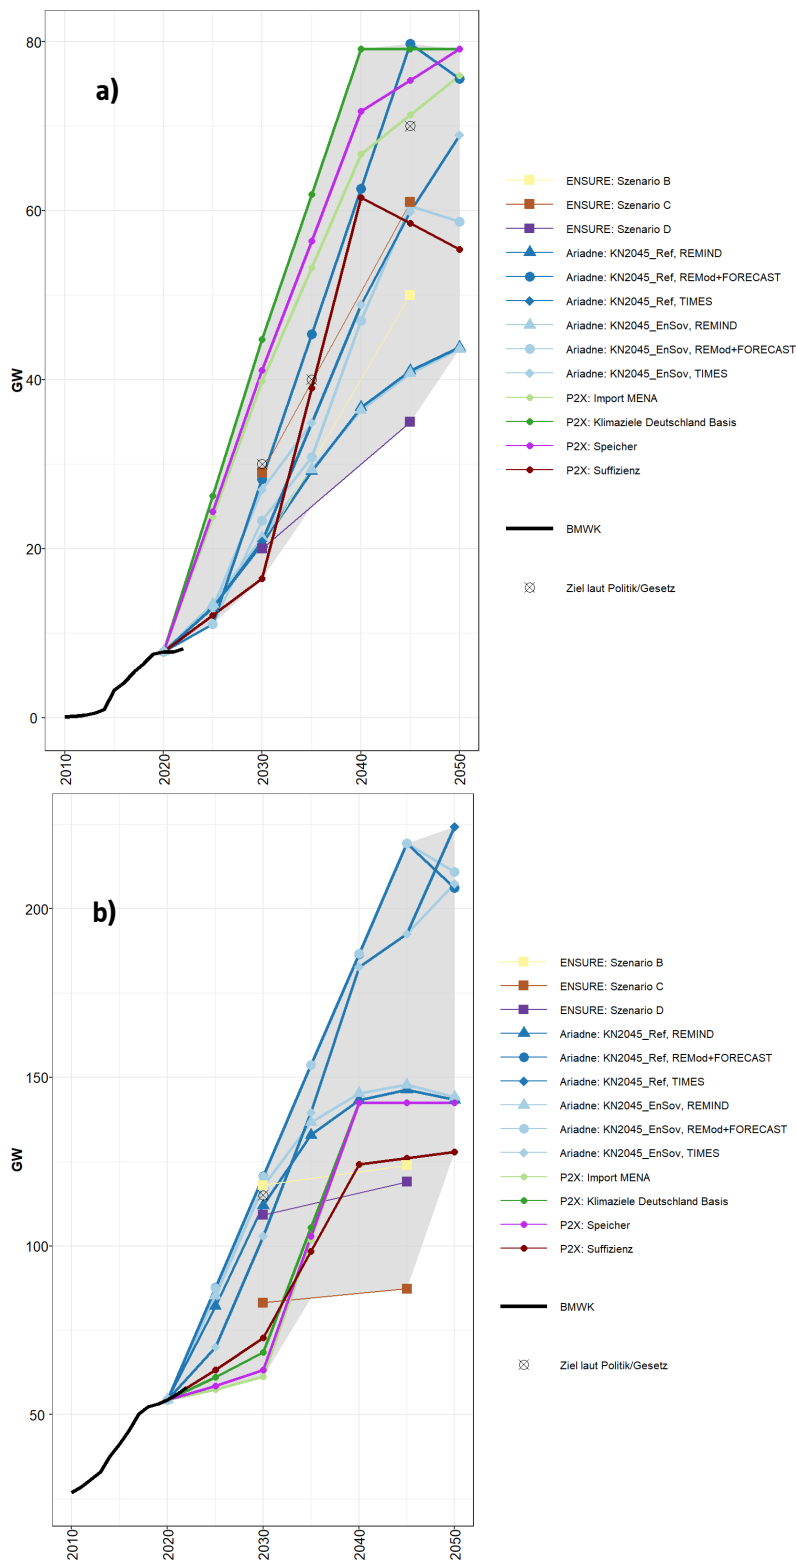 a)
80
60
40
20
0
GW
2010
2020
2030
2040
2050
ENSURE: Szenario B
ENSURE: Szenario C
ENSURE: Szenario D
Ariadne: KN2045_Ref, REMIND
Ariadne: KN2045_Ref, REMod+FORECAST
Ariadne: KN2045_Ref, TIMES
Ariadne: KN2045_EnSov, REMIND
Ariadne: KN2045_EnSov, REMod+FORECAST
Ariadne: KN2045_EnSov, TIMES
P2X: Import MENA
P2X: Klimaziele Deutschland Basis
P2X: Speicher
P2X: Suffizienz
BMWK
Ziel laut Politik/Gesetz
b)
200
150
100
50
GW
2010
2020
2030
2040
2050
ENSURE: Szenario B
ENSURE: Szenario C
ENSURE: Szenario D
Ariadne: KN2045_Ref, REMIND
Ariadne: KN2045_Ref, REMod+FORECAST
Ariadne: KN2045_Ref, TIMES
Ariadne: KN2045_EnSov, REMIND
Ariadne: KN2045_EnSov, REMod+FORECAST
Ariadne: KN2045_EnSov, TIMES
P2X: Import MENA
P2X: Klimaziele Deutschland Basis
P2X: Speicher
P2X: Suffizienz
BMWK
Ziel laut Politik/Gesetz